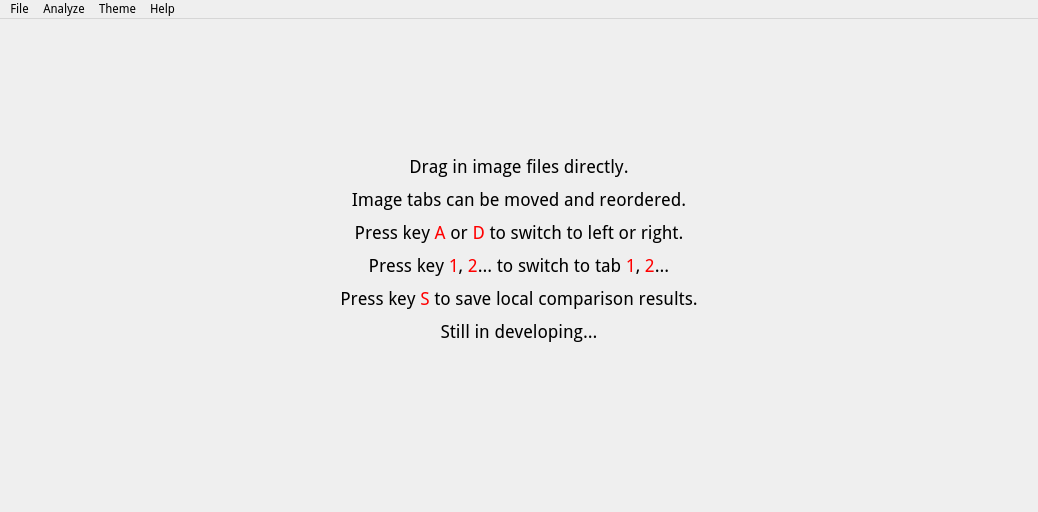 File Analyze Theme Help
Drag in image files directly.
Image tabs can be moved and reordered.
Press key A or D to switch to left or right.
Press key 1, 2... to switch to tab 1, 2...
Press key S to save local comparison results.
Still in developing...